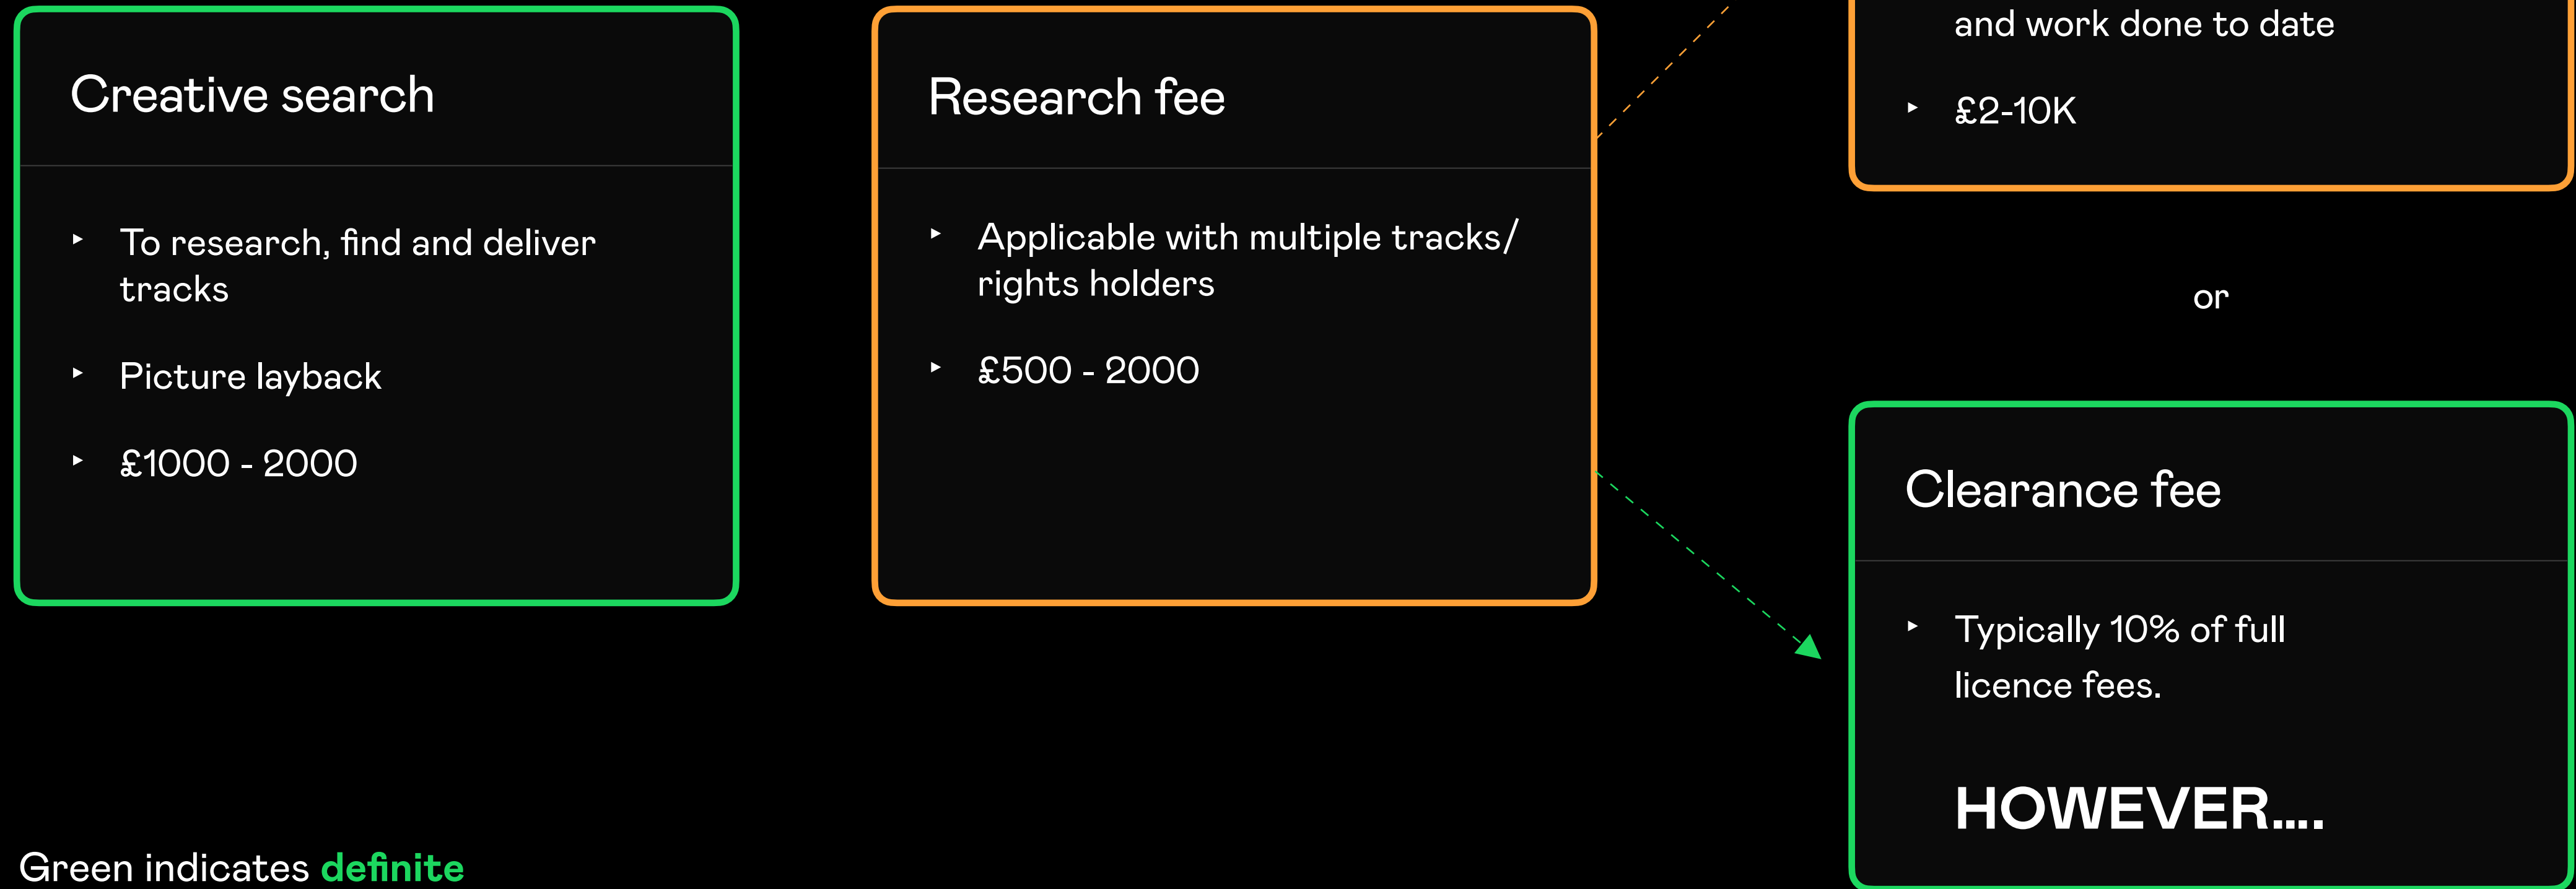 Creative search
To research, find and deliver
tracks
Picture layback
£1000 - 2000
Research fee
Applicable with multiple tracks/
rights holders
£500 - 2000
and work done to date
£2-10K
or
Clearance fee
Typically 10% of full
licence fees.
HOWEVER....
Green indicates definite